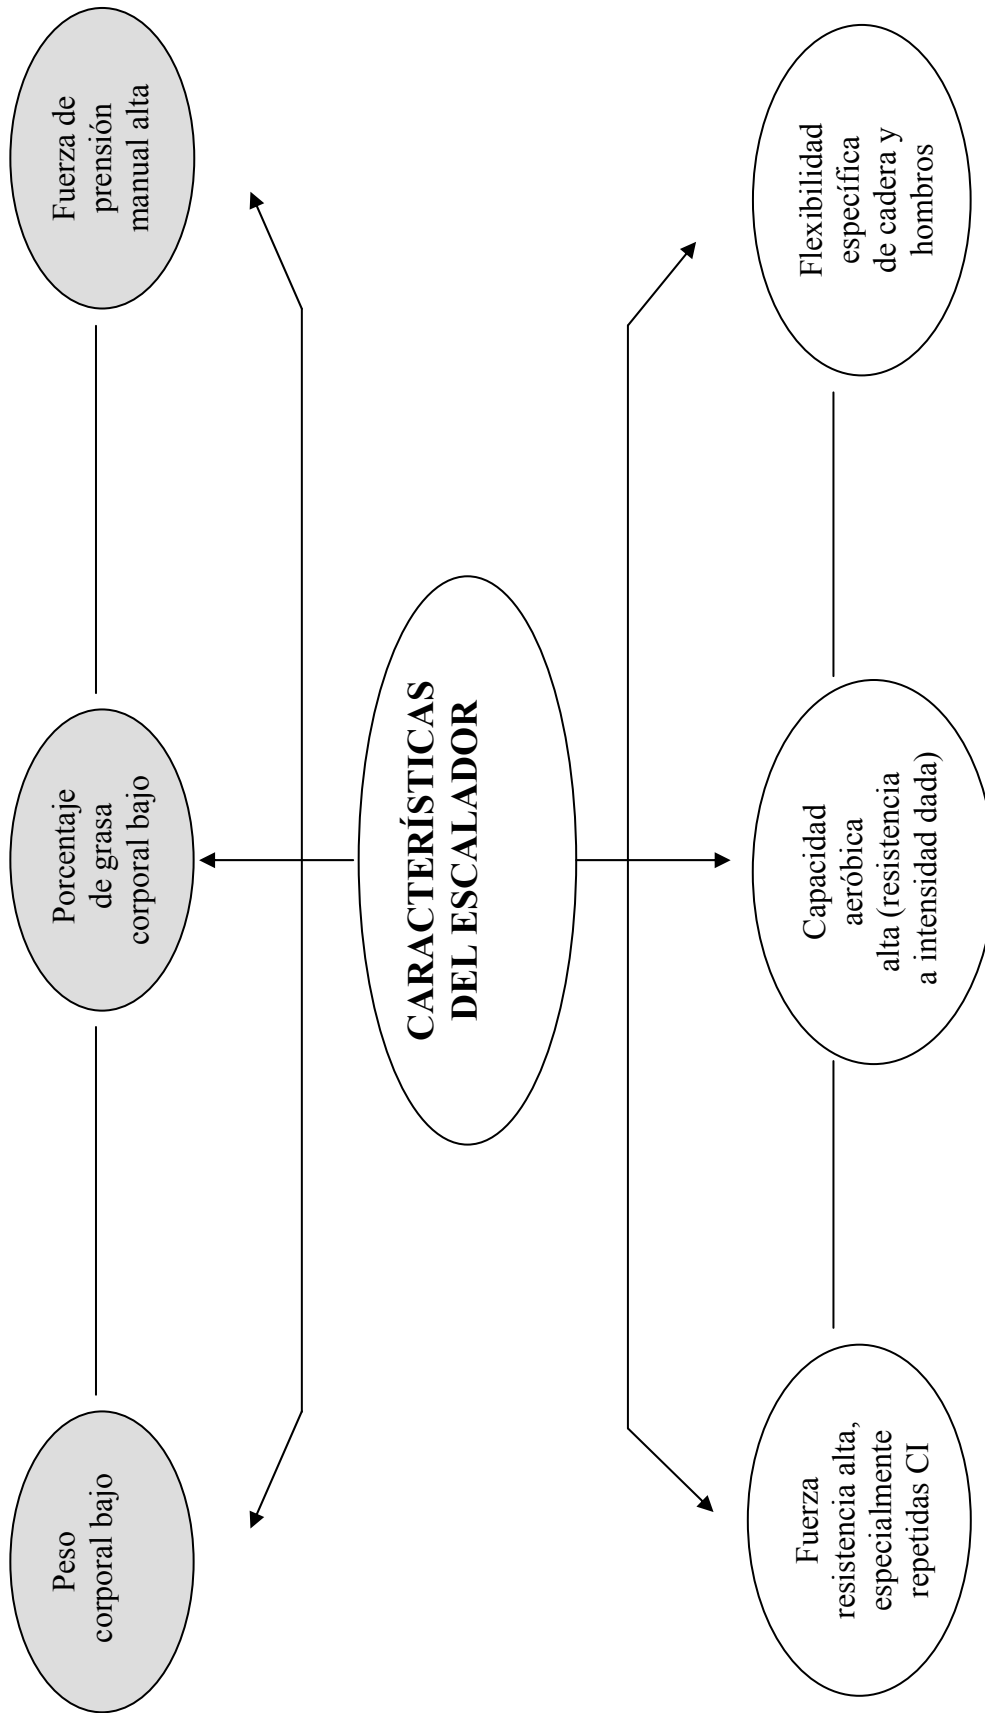 Peso
corporal bajo
Porcentaje
de grasa
corporal bajo
Fuerza de
prensión
manual alta
CARACTERÍSTICAS
DEL ESCALADOR
Fuerza
resistencia alta,
especialmente
repetidas CI
Capacidad
aeróbica
alta (resistencia
a intensidad dada)
Flexibilidad
específica
de cadera y
hombros